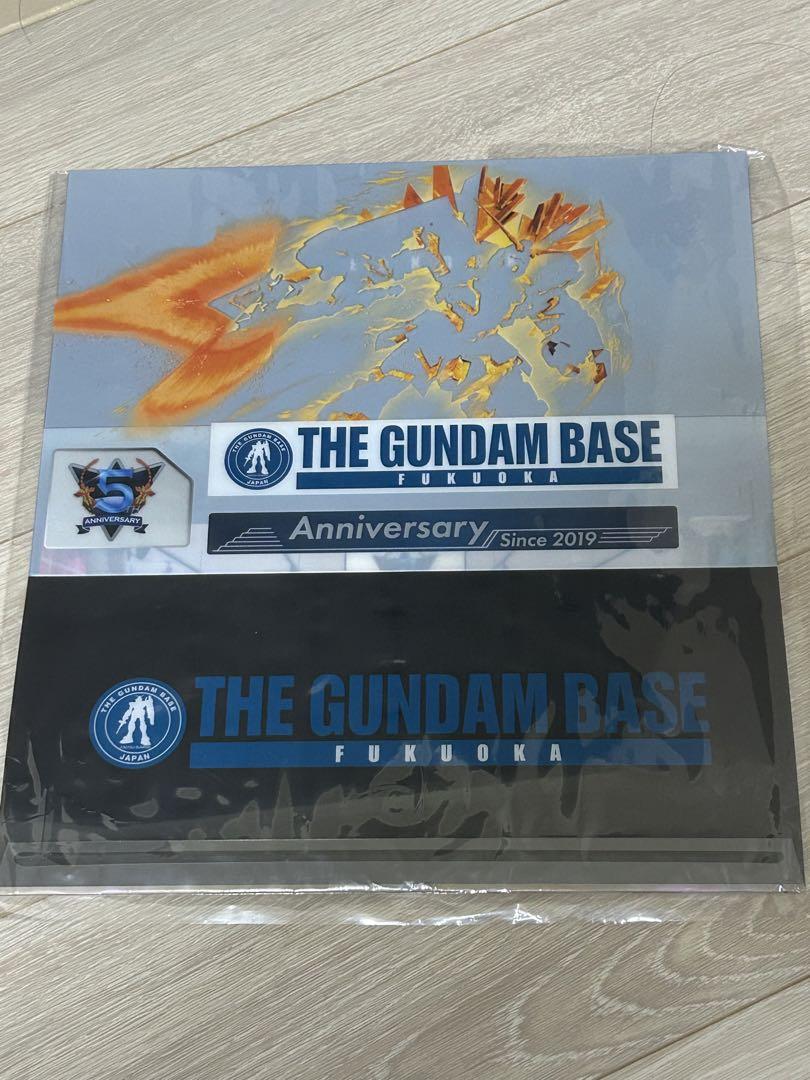 THE GUNDAM BASE
JAPAN
THE GUNDAM BASE
FUKUOKA
5
ANNIVERSARY
Anniversary
Since 2019
THE GUNDAM BASE
JAPAN
THE GUNDAM BASE
FUKUOKA